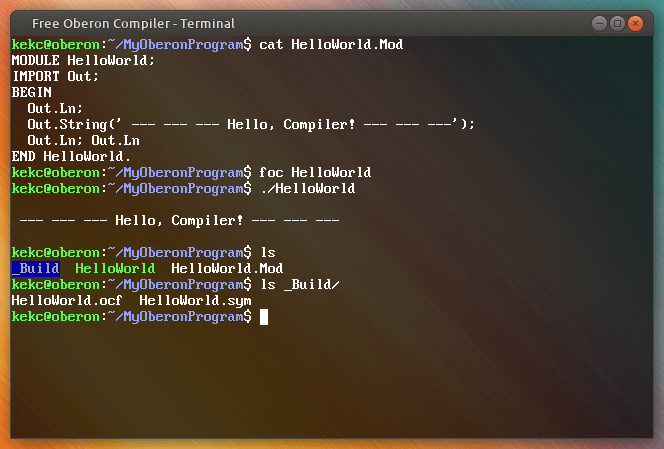 Free Oberon Compiler - Terminal
kekc@oberon:~/MyOberonProgram$ cat HelloWorld.Mod
MODULE HelloWorld;
IMPORT Out;
BEGIN
  Out.Ln;
  Out.String(' --- --- --- Hello, Compiler! --- --- ---');
  Out.Ln; Out.Ln
END HelloWorld.
kekc@oberon:~/MyOberonProgram$ foc HelloWorld
kekc@oberon:~/MyOberonProgram$ ./HelloWorld
 --- --- --- Hello, Compiler! --- --- ---
kekc@oberon:~/MyOberonProgram$ ls
_Build  HelloWorld  HelloWorld.Mod
kekc@oberon:~/MyOberonProgram$ ls _Build/
HelloWorld.ocf  HelloWorld.sym
kekc@oberon:~/MyOberonProgram$